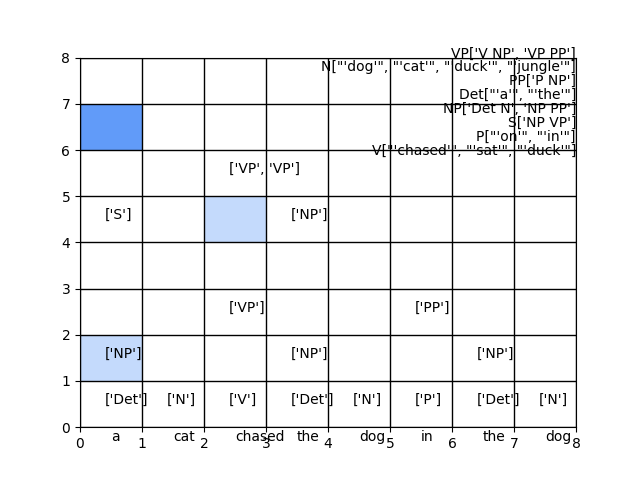 VP['V NP', 'VP PP']
8
N["'dog'", "'cat'", "'duck'", "'jungle'"]
PP['P NP']
Det["'a'", "'the'"]
7
NP['Det N', 'NP PP']
S['NP VP']
P["'on'", "'in'"]
6
V["'chased'", "'sat'", "'duck'"]
['VP', 'VP']
5
['S'] ['NP']
4
3
['VP'] ['PP']
2
['NP'] ['NP'] ['NP']
1
['Det'] ['N'] ['V'] ['Det'] ['N'] ['P'] ['Det'] ['N']
0
a cat chased the dog in the dog
0 1 2 3 4 5 6 7 8